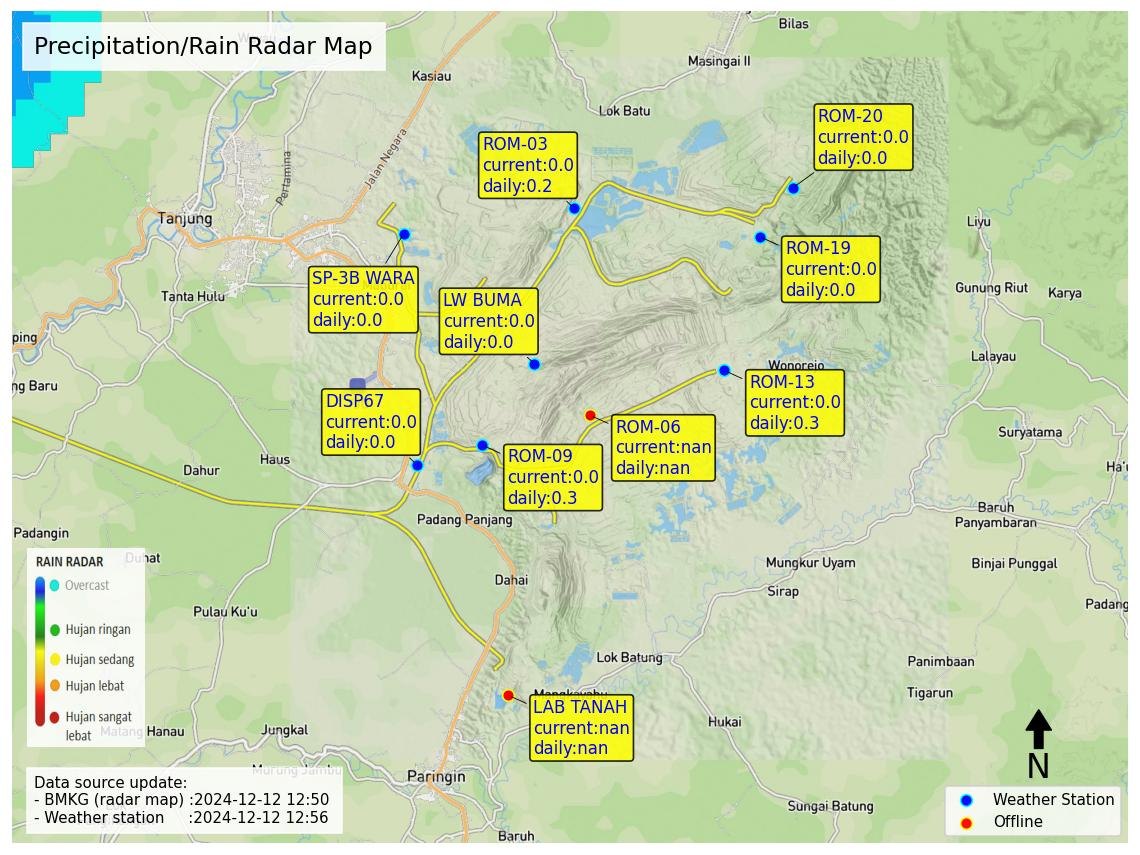 Precipitation/Rain Radar Map
Bilas
Masingai II
Kasiau
Lok Batu
Jalan Negara
Pertamina
Tanjung
Tanta Hulu
ping
ng Baru
Liyu
Gunung Riut
Karya
Lalayau
Suryatama
Ha'u
Baruh
Panyambaran
Binjai Punggal
Padang
Wonorejo
ROM-20
current:0.0
daily:0.0
ROM-03
current:0.0
daily:0.2
ROM-19
current:0.0
daily:0.0
SP-3B WARA
current:0.0
daily:0.0
LW BUMA
current:0.0
daily:0.0
ROM-13
current:0.0
daily:0.3
DISP67
current:0.0
daily:0.0
ROM-06
current:nan
daily:nan
ROM-09
current:0.0
daily:0.3
Haus
Dahur
Padang Panjang
Padangin
Duhat
Dahai
Mungkur Uyam
Sirap
Pulau Ku'u
Lok Batung
Panimbaan
Tigarun
Mangkayahu
LAB TANAH
current:nan
daily:nan
Hukai
Jungkal
Matang Hanau
Murung Jambu
Paringin
Baruh
Sungai Batung
RAIN RADAR
Overcast
Hujan ringan
Hujan sedang
Hujan lebat
Hujan sangat
lebat
Data source update:
- BMKG (radar map) :2024-12-12 12:50
- Weather station :2024-12-12 12:56
N
Weather Station
Offline